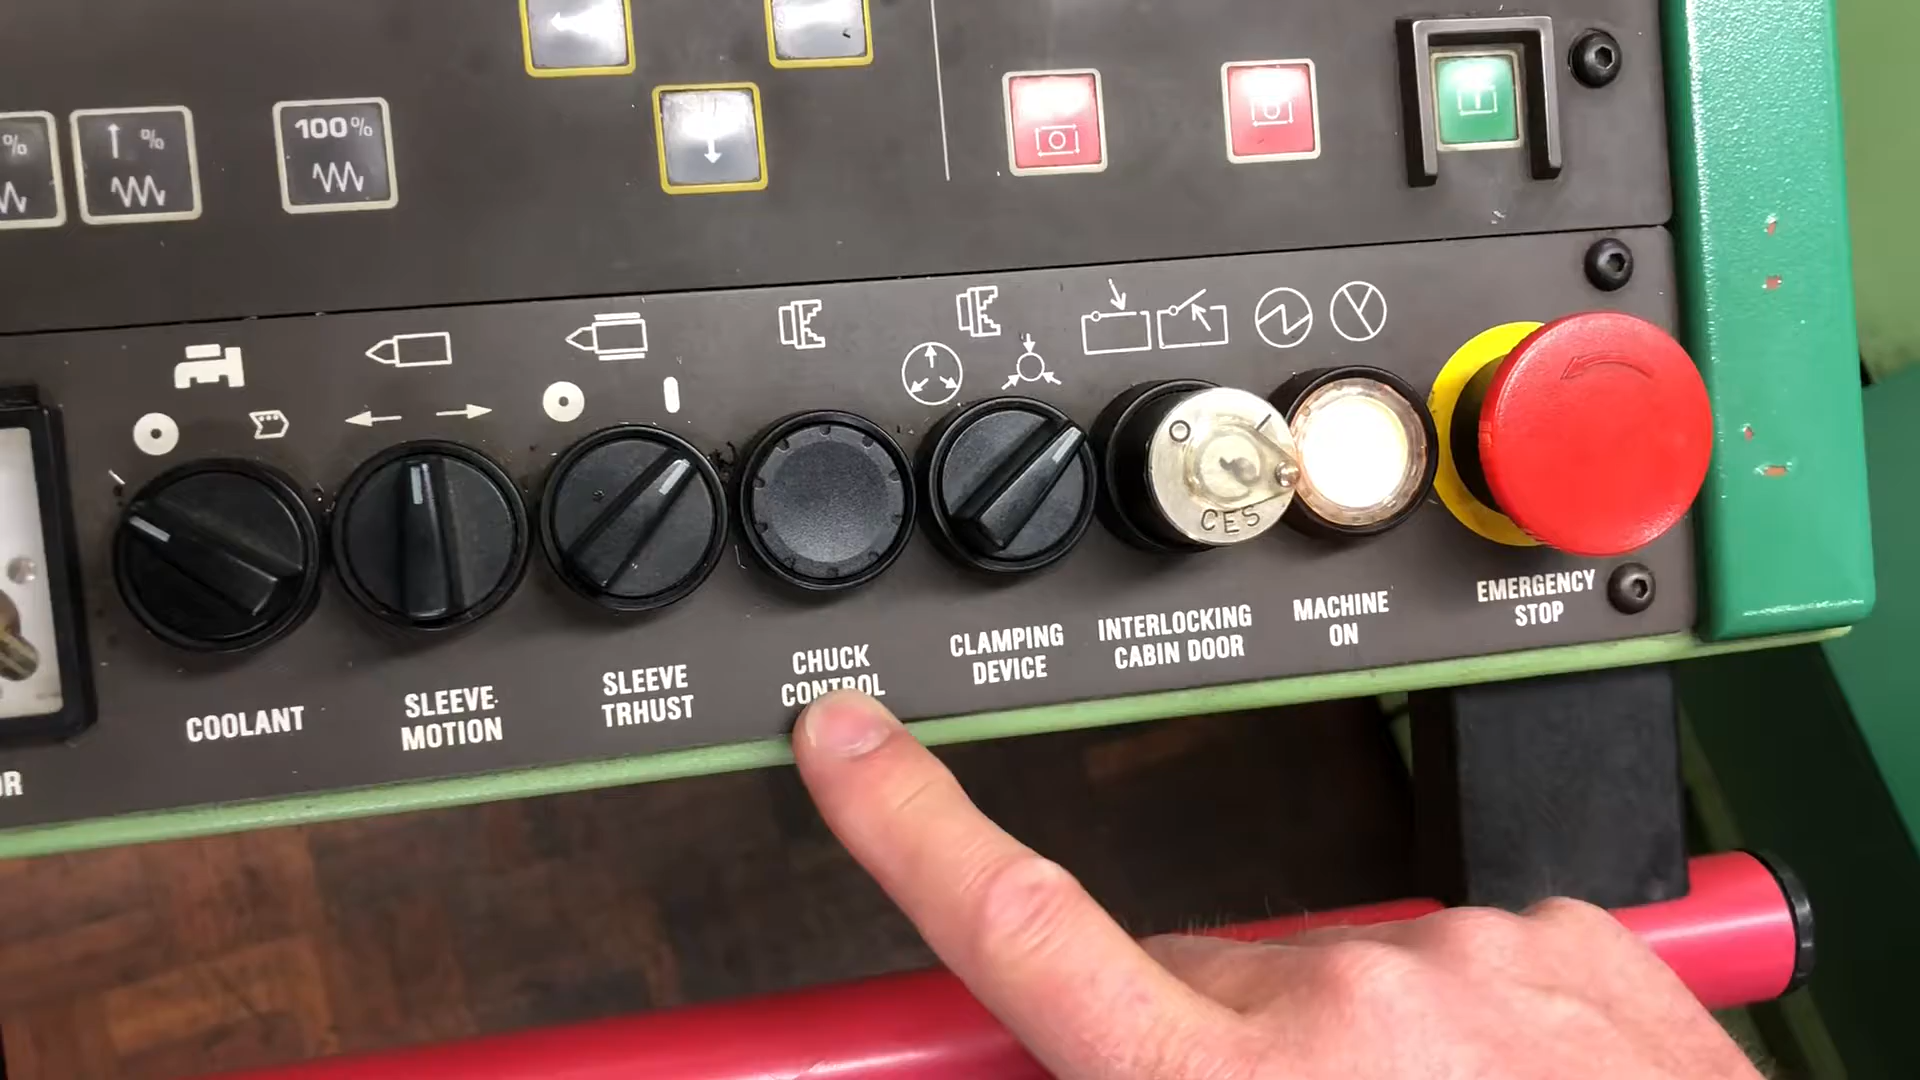 %
%
100%
O
CES
COOLANT
SLEEVE
MOTION
SLEEVE
TRHUST
CHUCK
CONTROL
CLAMPING
DEVICE
INTERLOCKING
CABIN DOOR
MACHINE
ON
EMERGENCY
STOP